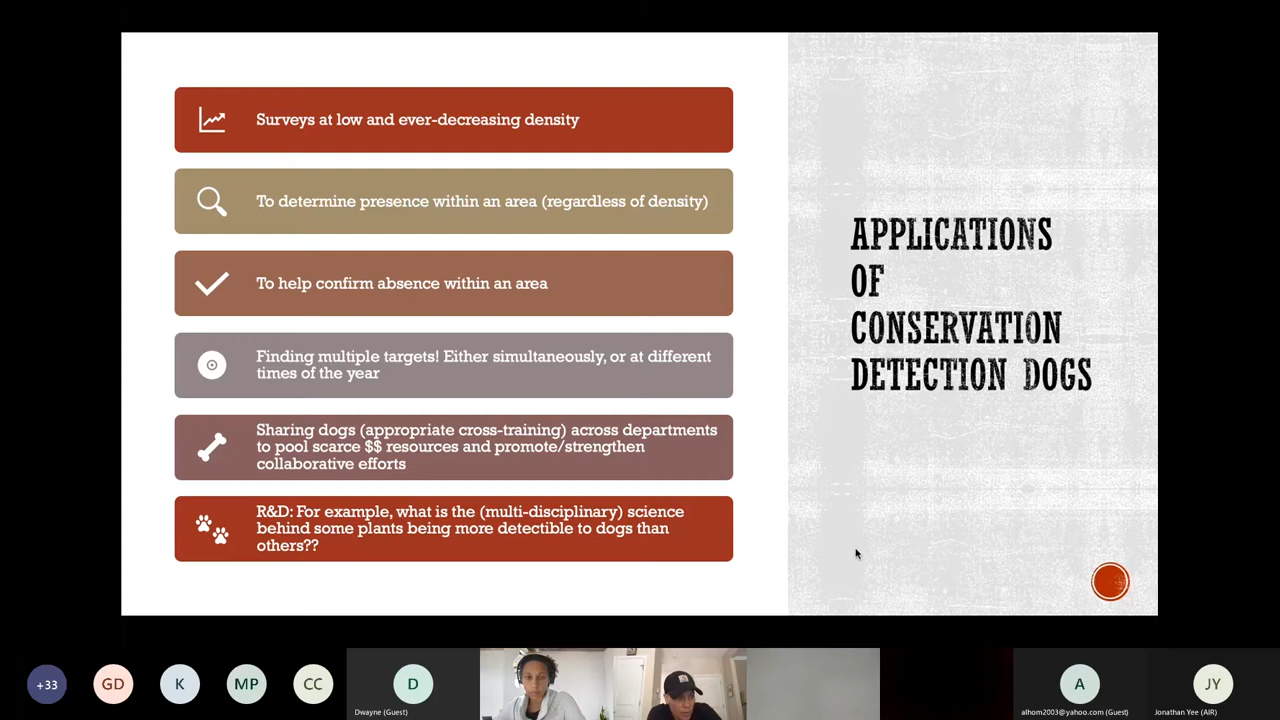 Surveys at low and ever-decreasing density
To determine presence within an area (regardless of density)
To help confirm absence within an area
Finding multiple targets! Either simultaneously, or at different
times of the year
Sharing dogs (appropriate cross-training) across departments
to pool scarce $$ resources and promote/strengthen
collaborative efforts
R&D: For example, what is the (multi-disciplinary) science
behind some plants being more detectible to dogs than
others??
APPLICATIONS
OF
CONSERVATION
DETECTION DOGS
+33
GD
K
MP
CC
D
Dwayne (Guest)
A
alhom2003@yahoo.com (Guest)
JY
Jonathan Yee (AIR)